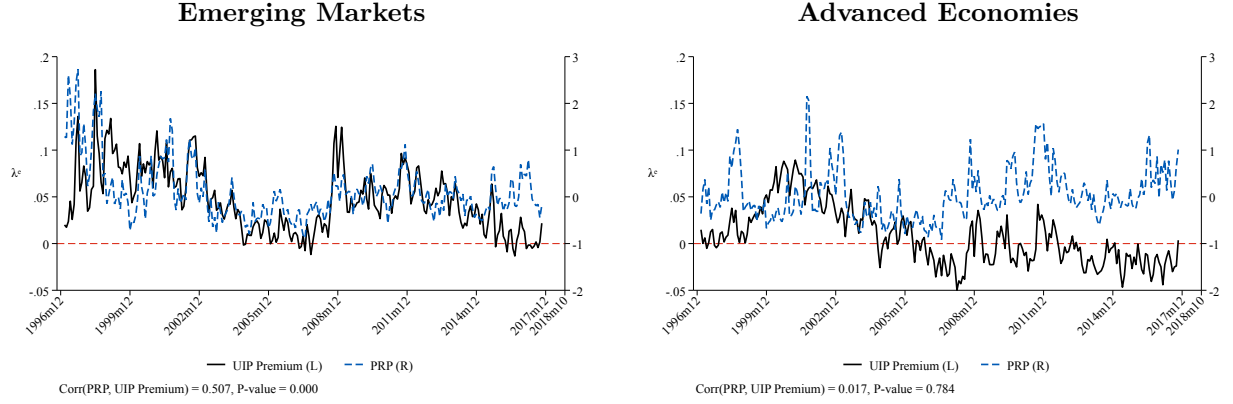 Emerging Markets
.2
.15
.1
.05
0
-.05
λᵉ
3
2
1
0
-1
-2
1996m12
1999m12
2002m12
2005m12
2008m12
2011m12
2014m12
2017m12
2018m10
UIP Premium (L)
PRP (R)
Corr(PRP, UIP Premium) = 0.507, P-value = 0.000
Advanced Economies
.2
.15
.1
.05
0
-.05
λᵉ
3
2
1
0
-1
-2
1996m12
1999m12
2002m12
2005m12
2008m12
2011m12
2014m12
2017m12
2018m10
UIP Premium (L)
PRP (R)
Corr(PRP, UIP Premium) = 0.017, P-value = 0.784